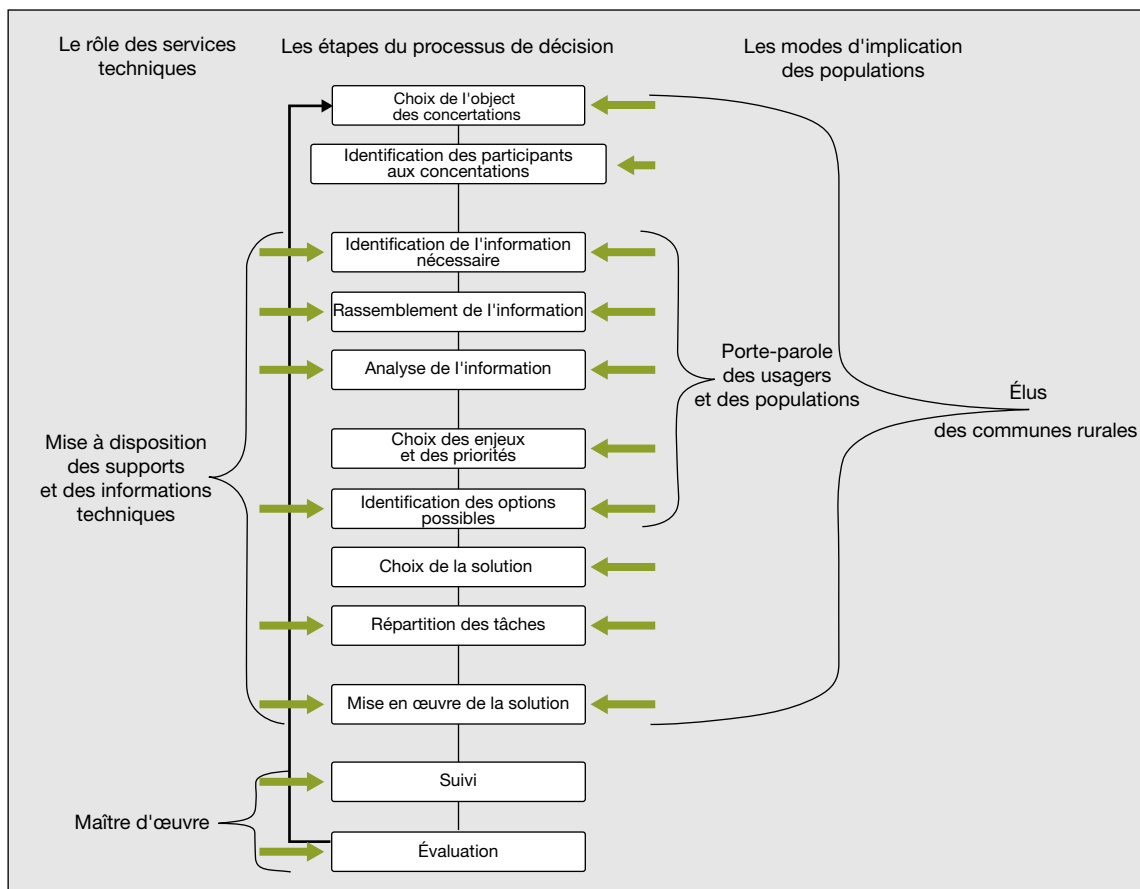 Le rôle des services
techniques
Les étapes du processus de décision
Les modes d'implication
des populations
Choix de l'object
des concertations
Identification des participants
aux concentations
Identification de l'information
nécessaire
Rassemblement de l'information
Analyse de l'information
Choix des enjeux
et des priorités
Identification des options
possibles
Choix de la solution
Répartition des tâches
Mise en œuvre de la solution
Suivi
Évaluation
Mise à disposition
des supports
et des informations
techniques
Maître d'œuvre
Porte-parole
des usagers
et des populations
Élus
des communes rurales